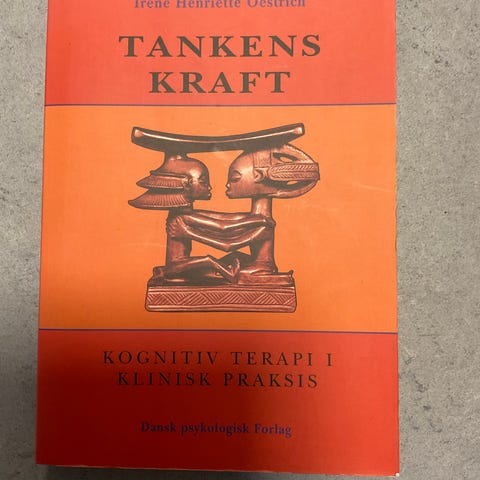 Irene Henriette Oestrich
TANKENS
KRAFT
KOGNITIV TERAPI I
KLINISK PRAKSIS
Dansk psykologisk Forlag